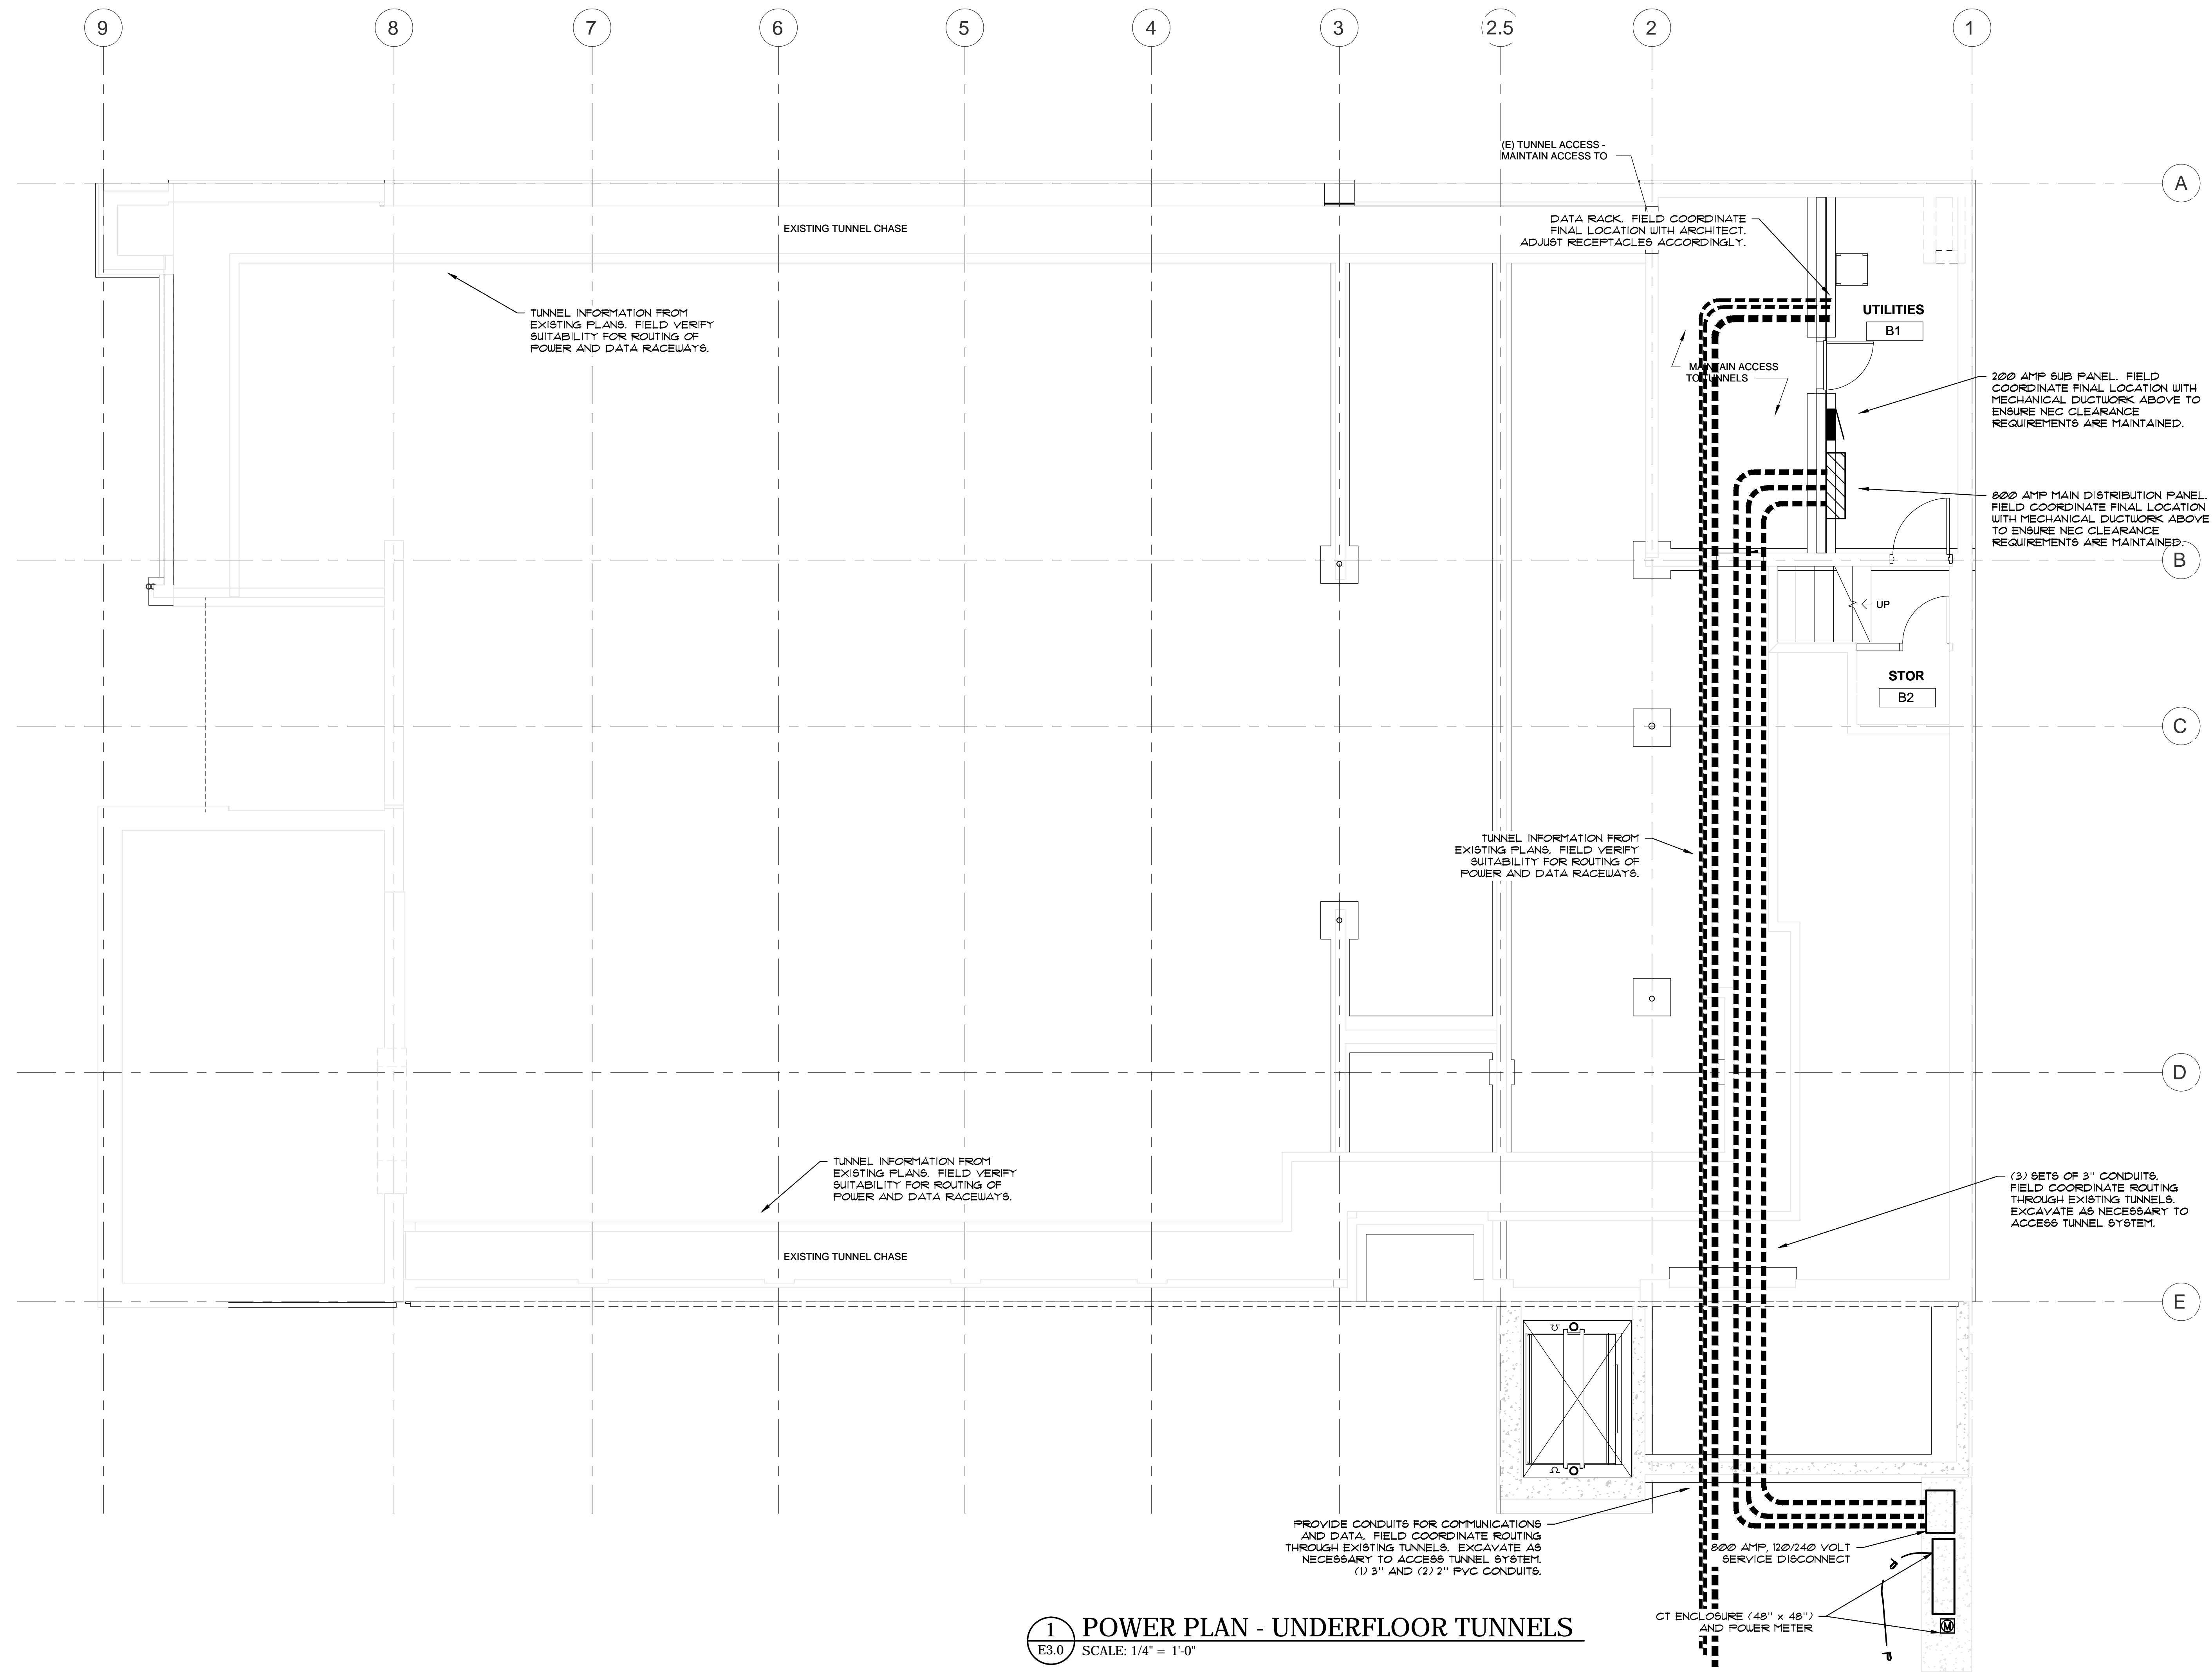 9
8
7
6
5
4
3
2.5
2
1
(E) TUNNEL ACCESS -
MAINTAIN ACCESS TO
A
DATA RACK. FIELD COORDINATE
FINAL LOCATION WITH ARCHITECT.
ADJUST RECEPTACLES ACCORDINGLY.
EXISTING TUNNEL CHASE
TUNNEL INFORMATION FROM
EXISTING PLANS. FIELD VERIFY
SUITABILITY FOR ROUTING OF
POWER AND DATA RACEWAYS.
UTILITIES
B1
MAINTAIN ACCESS
TO TUNNELS
200 AMP SUB PANEL. FIELD
COORDINATE FINAL LOCATION WITH
MECHANICAL DUCTWORK ABOVE TO
ENSURE NEC CLEARANCE
REQUIREMENTS ARE MAINTAINED.
800 AMP MAIN DISTRIBUTION PANEL.
FIELD COORDINATE FINAL LOCATION
WITH MECHANICAL DUCTWORK ABOVE
TO ENSURE NEC CLEARANCE
REQUIREMENTS ARE MAINTAINED.
B
UP
STOR
B2
C
TUNNEL INFORMATION FROM
EXISTING PLANS. FIELD VERIFY
SUITABILITY FOR ROUTING OF
POWER AND DATA RACEWAYS.
D
TUNNEL INFORMATION FROM
EXISTING PLANS. FIELD VERIFY
SUITABILITY FOR ROUTING OF
POWER AND DATA RACEWAYS.
(3) SETS OF 3" CONDUITS.
FIELD COORDINATE ROUTING
THROUGH EXISTING TUNNELS.
EXCAVATE AS NECESSARY TO
ACCESS TUNNEL SYSTEM.
EXISTING TUNNEL CHASE
E
PROVIDE CONDUITS FOR COMMUNICATIONS
AND DATA. FIELD COORDINATE ROUTING
THROUGH EXISTING TUNNELS. EXCAVATE AS
NECESSARY TO ACCESS TUNNEL SYSTEM.
(1) 3" AND (2) 2" PVC CONDUITS.
800 AMP, 120/240 VOLT
SERVICE DISCONNECT
CT ENCLOSURE (48" x 48")
AND POWER METER
M
1
E3.0
POWER PLAN - UNDERFLOOR TUNNELS
SCALE: 1/4" = 1'-0"